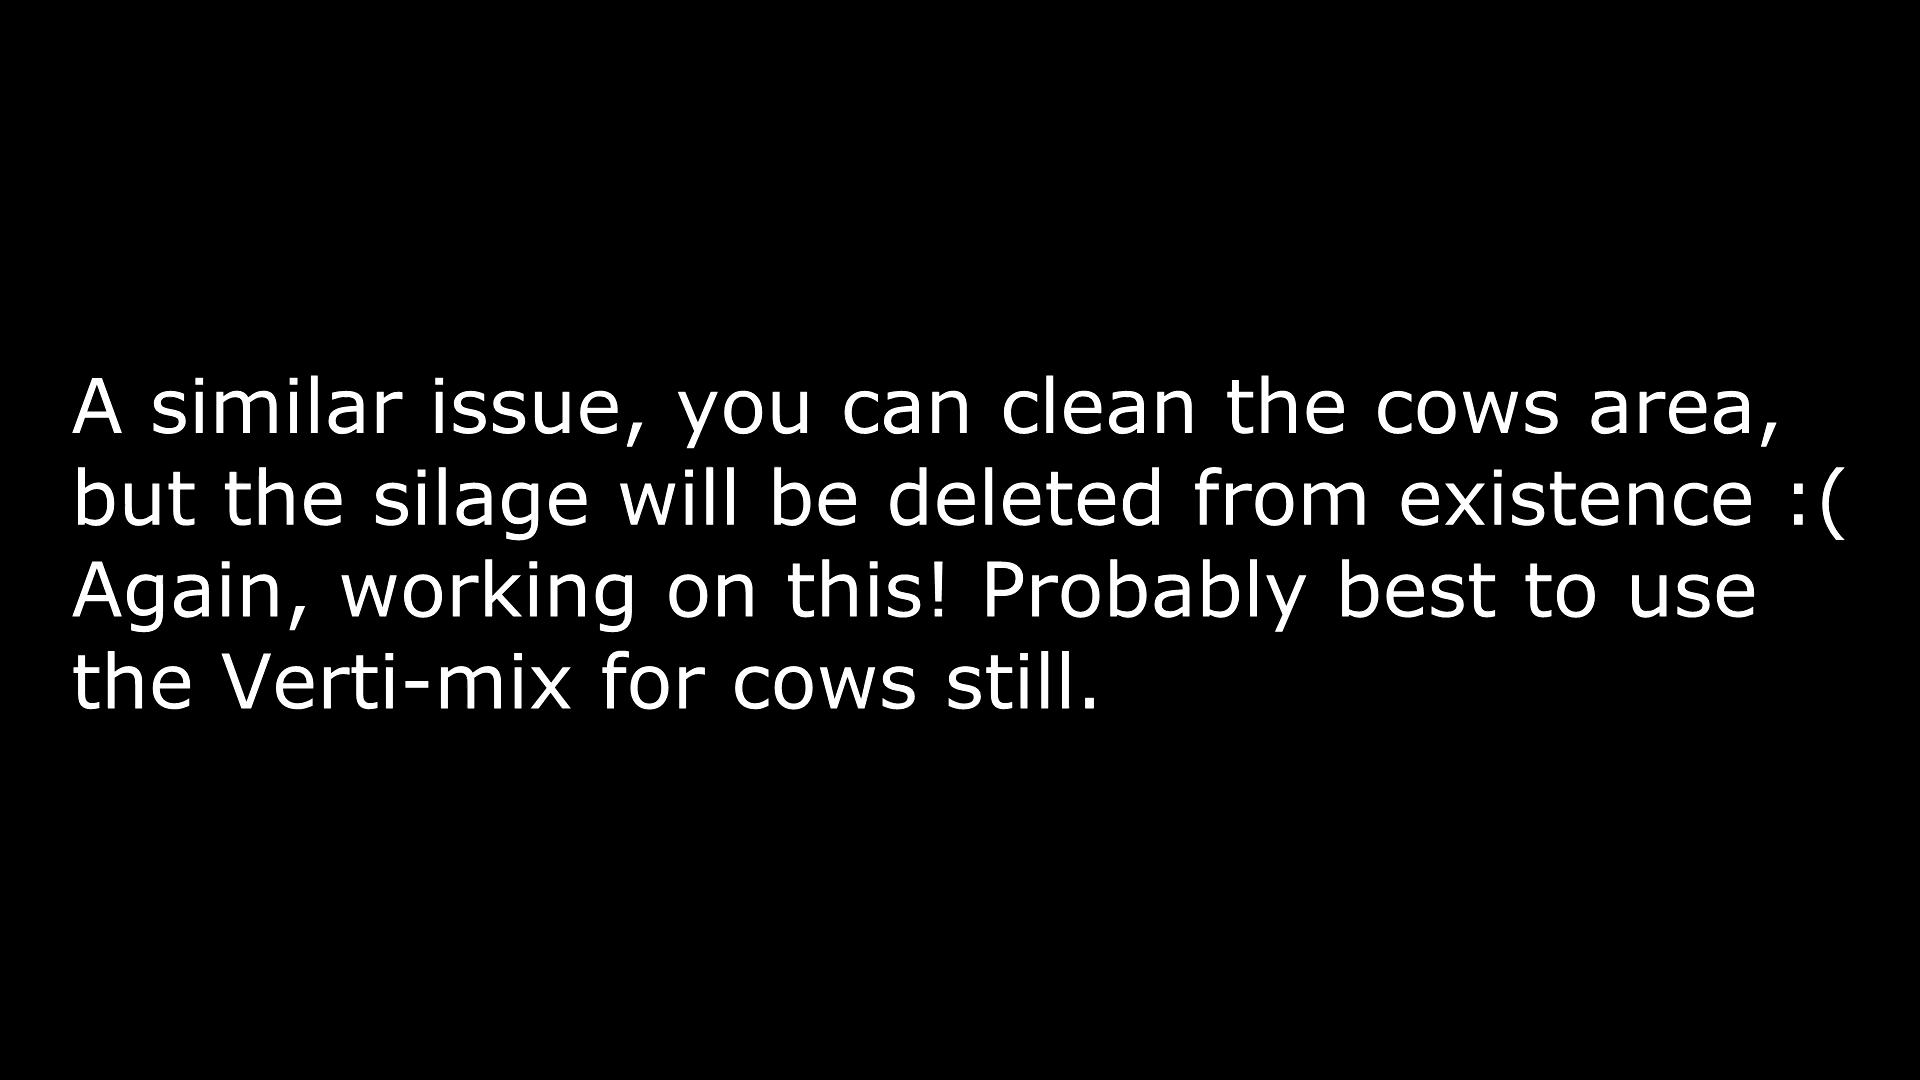 A similar issue, you can clean the cows area,
but the silage will be deleted from existence :(
Again, working on this! Probably best to use
the Verti-mix for cows still.